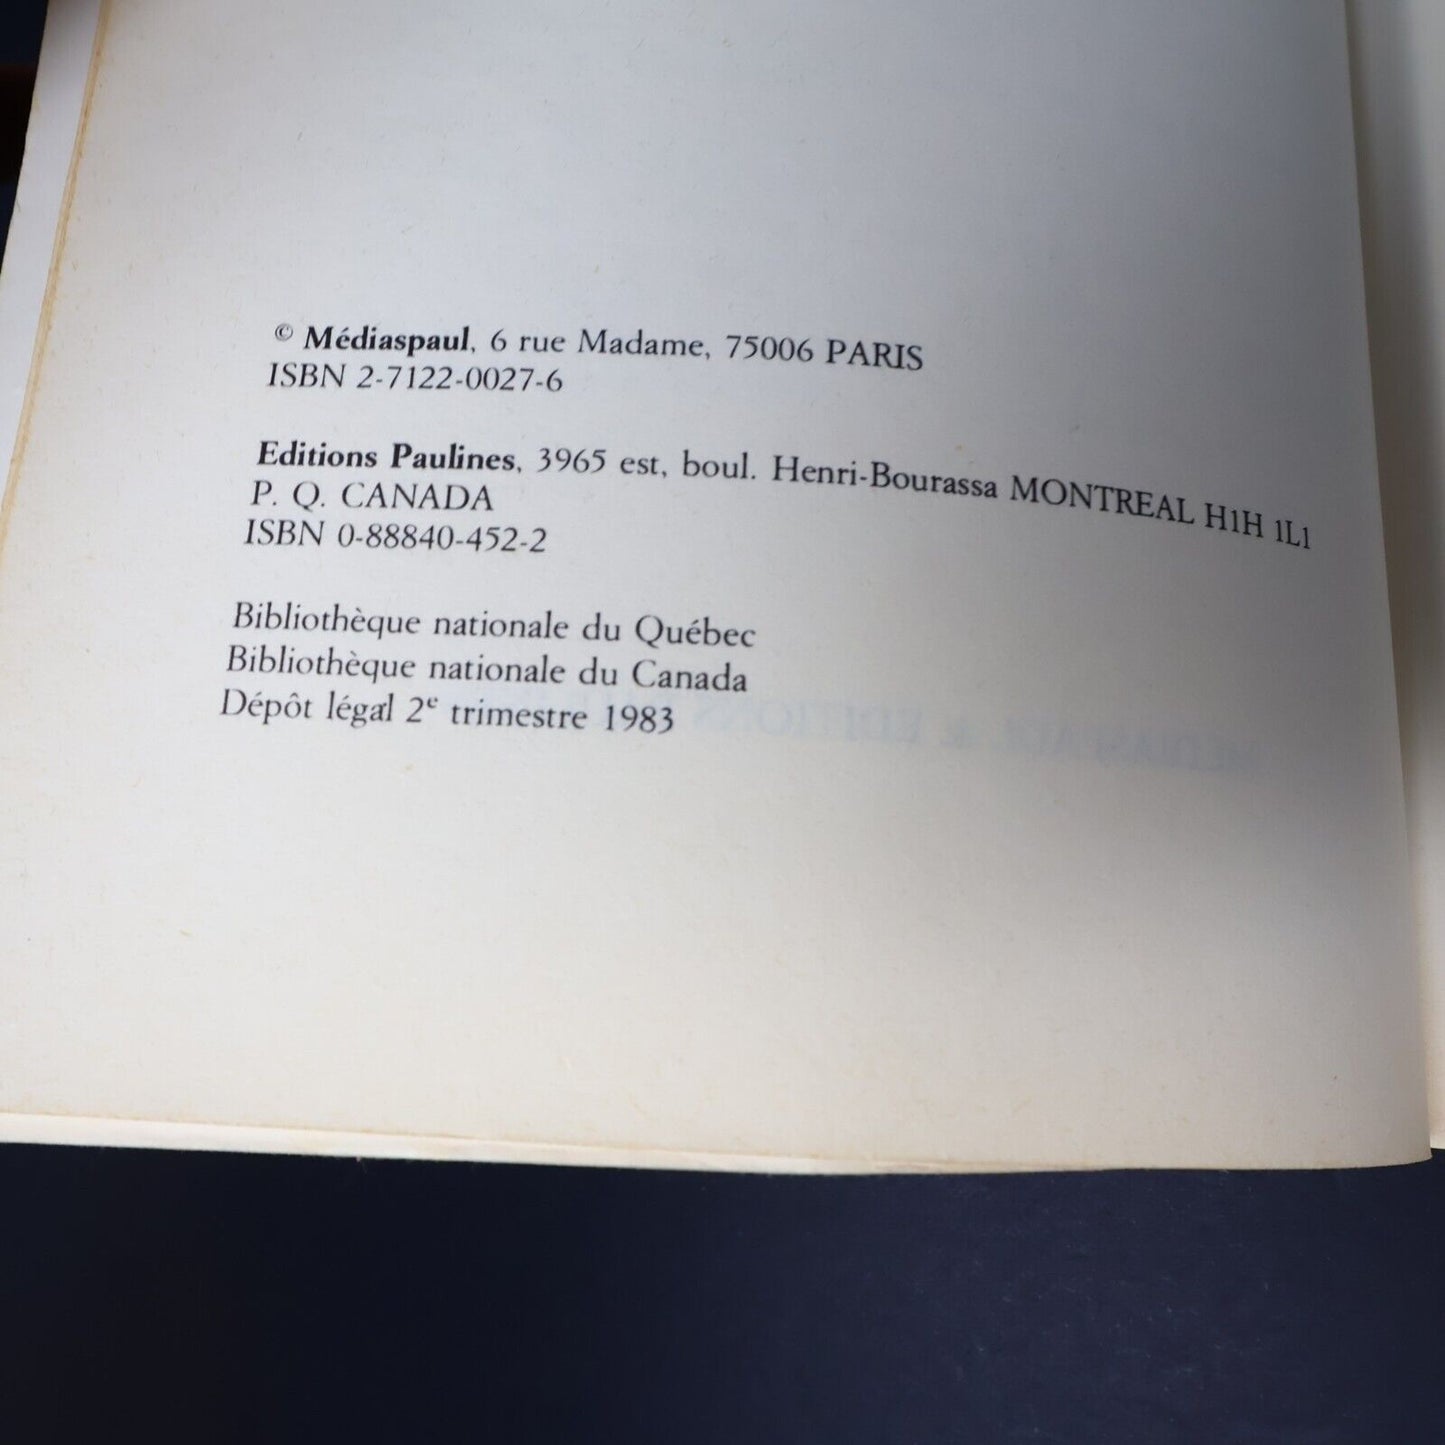 © Médiaspaul, 6 rue Madame, 75006 PARIS
ISBN 2-7122-0027-6
Editions Paulines, 3965 est, boul. Henri-Bourassa MONTREAL H1H 1L1
P. Q. CANADA
ISBN 0-88840-452-2
Bibliothèque nationale du Québec
Bibliothèque nationale du Canada
Dépôt légal 2e trimestre 1983